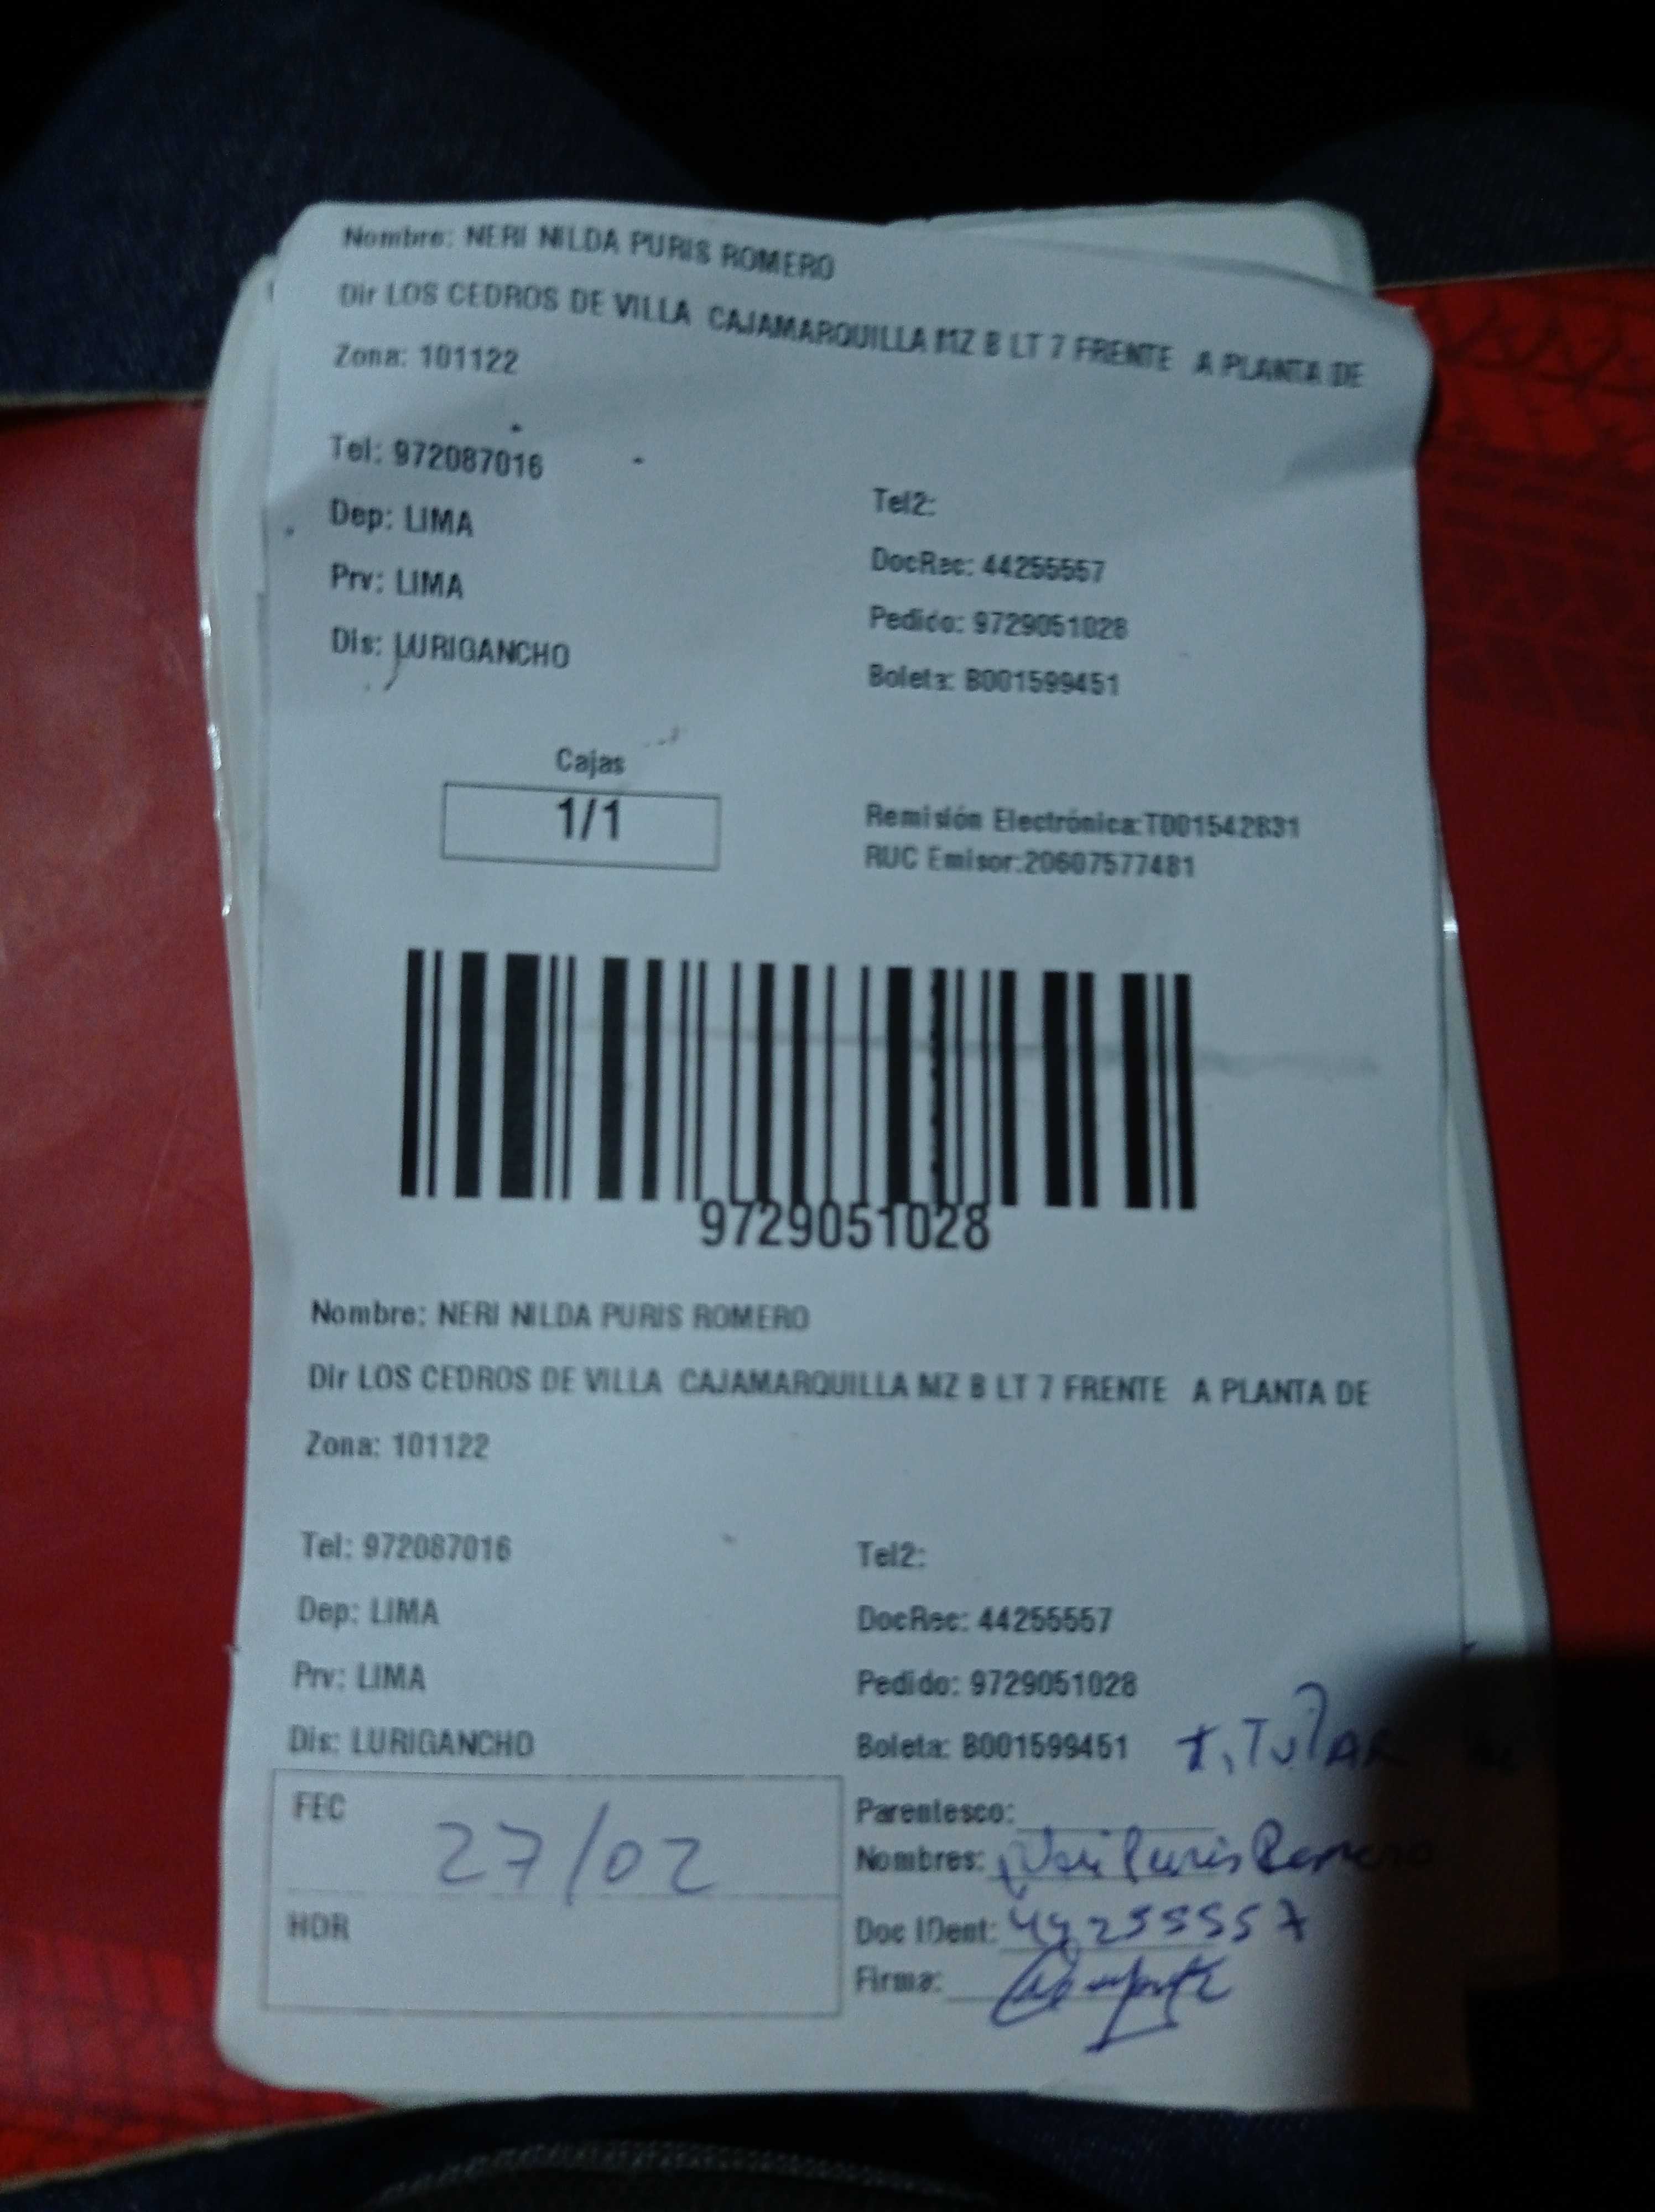 Nombre: NERI NILDA PURIS ROMERO
Dir LOS CEDROS DE VILLA CAJAMARQUILLA MZ B LT 7 FRENTE A PLANTA DE
Zona: 101122
Tel: 972087016
Tel2:
Dep: LIMA
DocRec: 44255557
Prv: LIMA
Pedido: 9729051028
Dis: LURIGANCHO
Boleta: B001599451
Cajas
1/1
Remisión Electrónica:T001542831
RUC Emisor:20607577481
9729051028
Nombre: NERI NILDA PURIS ROMERO
Dir LOS CEDROS DE VILLA CAJAMARQUILLA MZ B LT 7 FRENTE A PLANTA DE
Zona: 101122
Tel: 972087016
Tel2:
Dep: LIMA
DocRec: 44255557
Prv: LIMA
Pedido: 9729051028
Dis: LURIGANCHO
Boleta: B001599451
TiTuLAR
FEC 27/02
Parentesco:
Nombres: Neri Puris Romero
HDR
Doc IDent: 44255557
Firma: